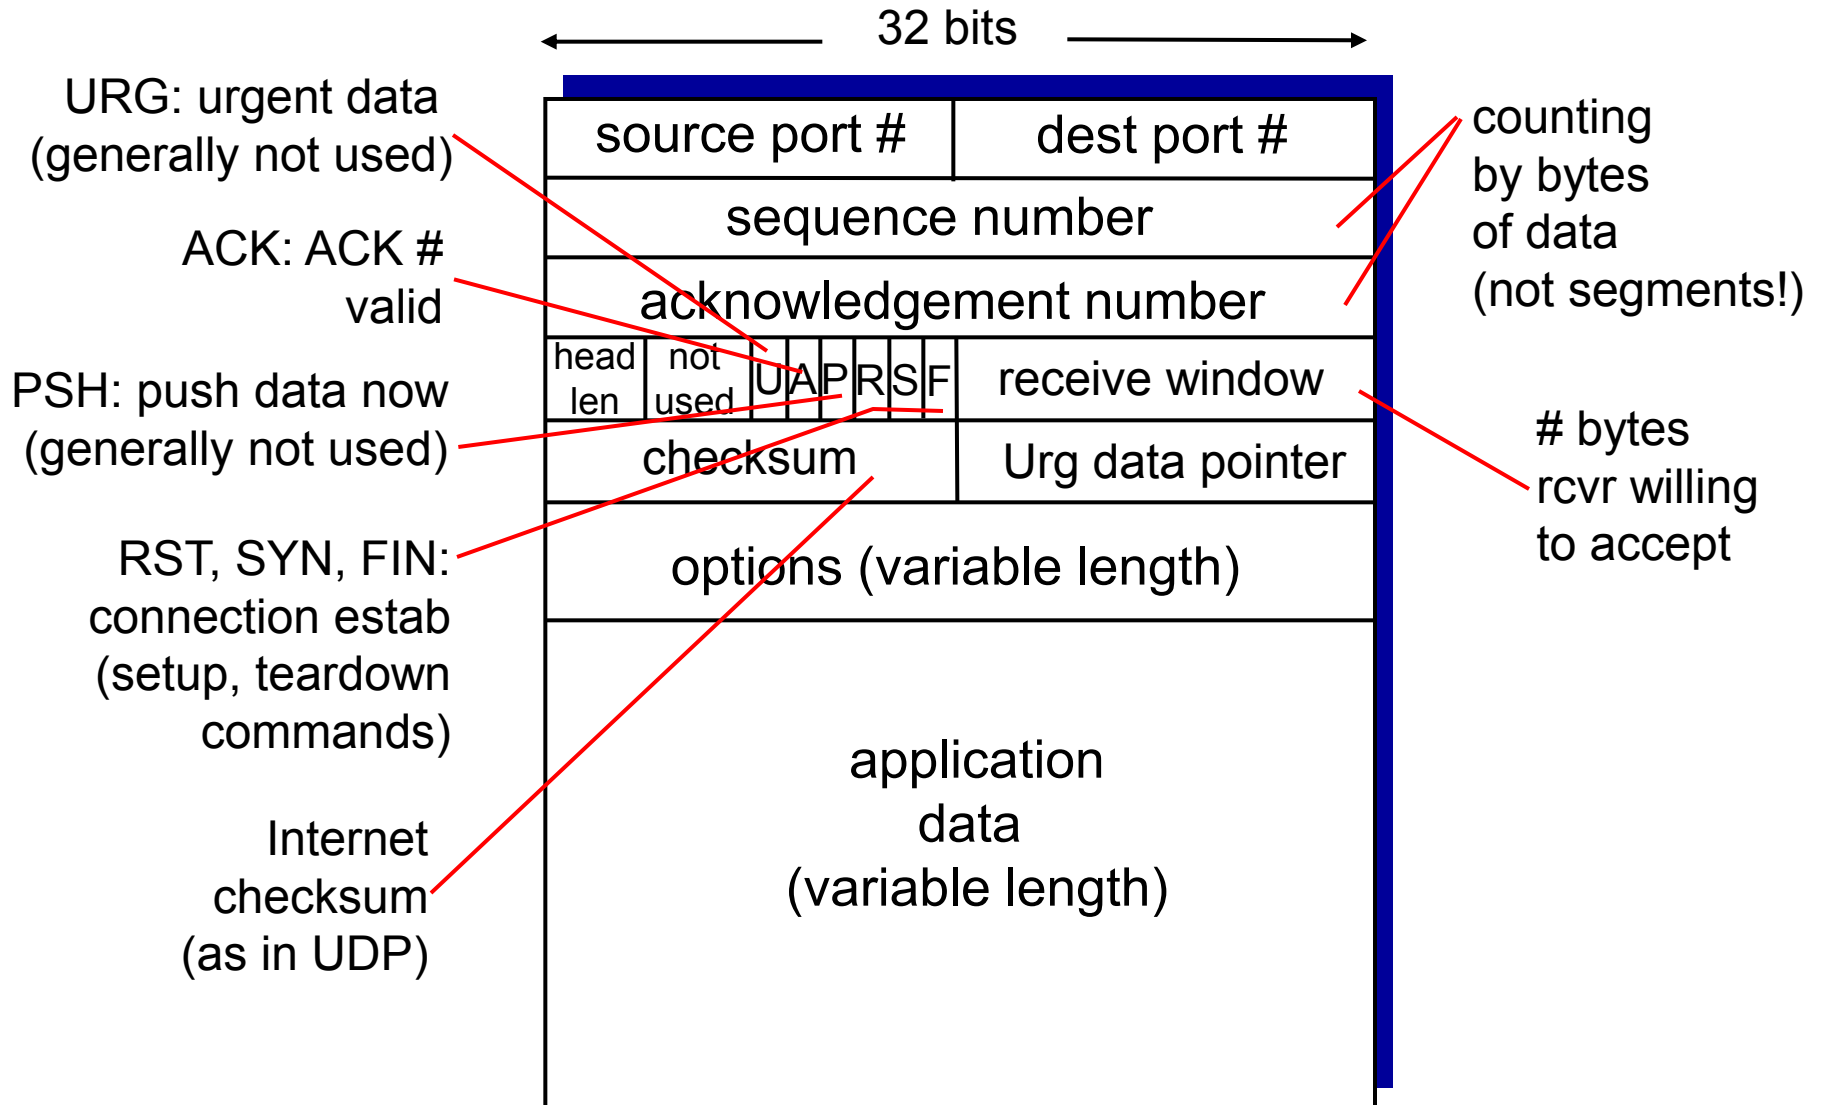 32 bits
URG: urgent data
(generally not used)
ACK: ACK #
valid
PSH: push data now
(generally not used)
RST, SYN, FIN:
connection estab
(setup, teardown
commands)
Internet
checksum
(as in UDP)
source port #
dest port #
sequence number
acknowledgement number
head
len
not
used
U
A
P
R
S
F
receive window
checksum
Urg data pointer
options (variable length)
application
data
(variable length)
counting
by bytes
of data
(not segments!)
# bytes
rcvr willing
to accept